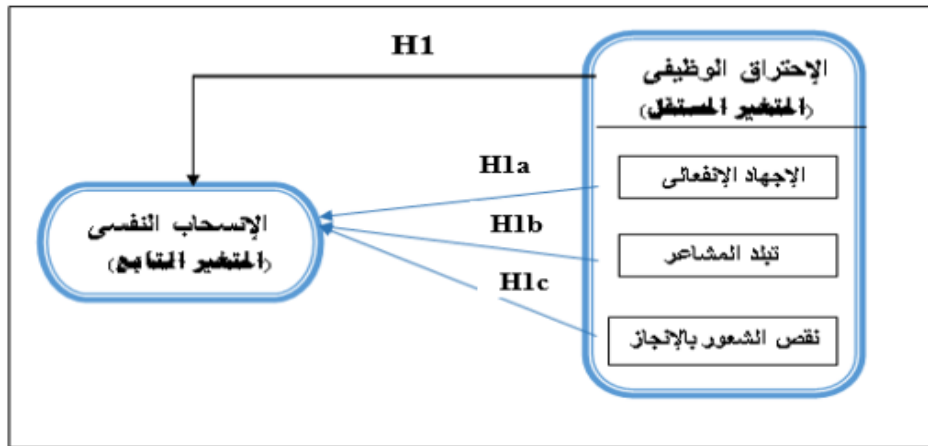 H1
الإحتراق الوظيفى
(المتغير المستقل)
الإجهاد الإنفعالى
تبلد المشاعر
نقص الشعور بالإنجاز
H1a
H1b
H1c
الإنسحاب النفسى
(المتغير التابع)